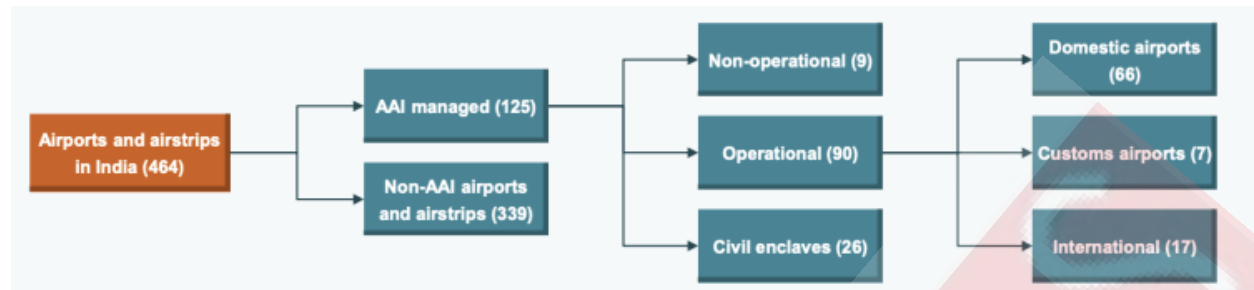 Airports and airstrips
in India (464)
AAI managed (125)
Non-AAI airports
and airstrips (339)
Non-operational (9)
Operational (90)
Civil enclaves (26)
Domestic airports
(66)
Customs airports (7)
International (17)